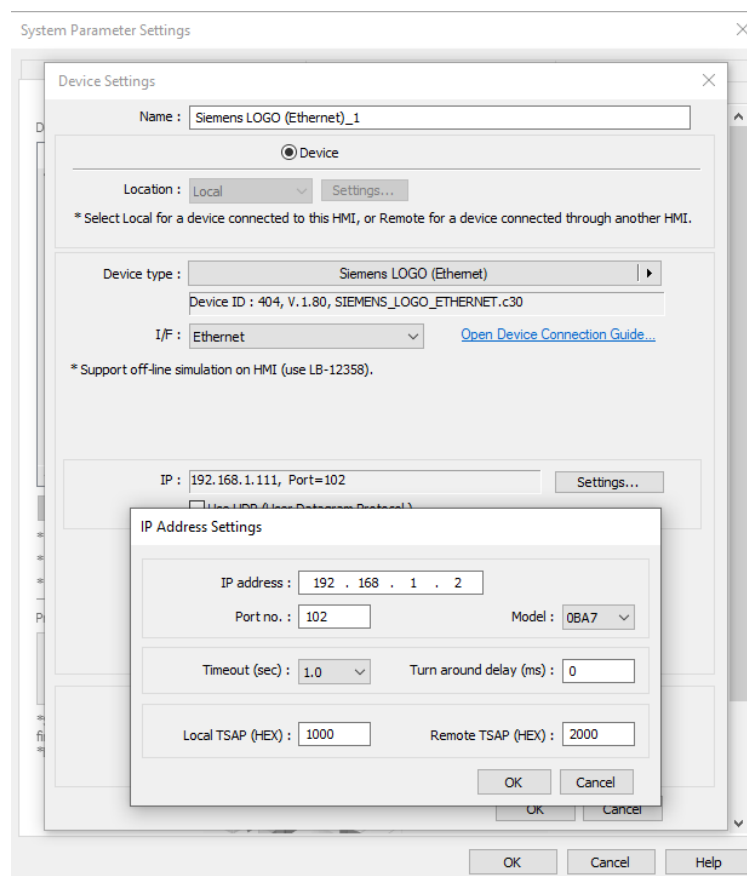 System Parameter Settings
Device Settings
Name : Siemens LOGO (Ethernet)_1
Device
Location : Local Settings...
* Select Local for a device connected to this HMI, or Remote for a device connected through another HMI.
Device type : Siemens LOGO (Ethernet)
Device ID : 404, V.1.80, SIEMENS_LOGO_ETHERNET.c30
I/F : Ethernet Open Device Connection Guide...
* Support off-line simulation on HMI (use LB-12358).
IP : 192.168.1.111, Port=102 Settings...
Use UDP (User Datagram Protocol)
IP Address Settings
IP address : 192 . 168 . 1 . 2
Port no. : 102 Model : 0BA7
Timeout (sec) : 1.0 Turn around delay (ms) : 0
Local TSAP (HEX) : 1000 Remote TSAP (HEX) : 2000
OK Cancel
OK Cancel
OK Cancel Help